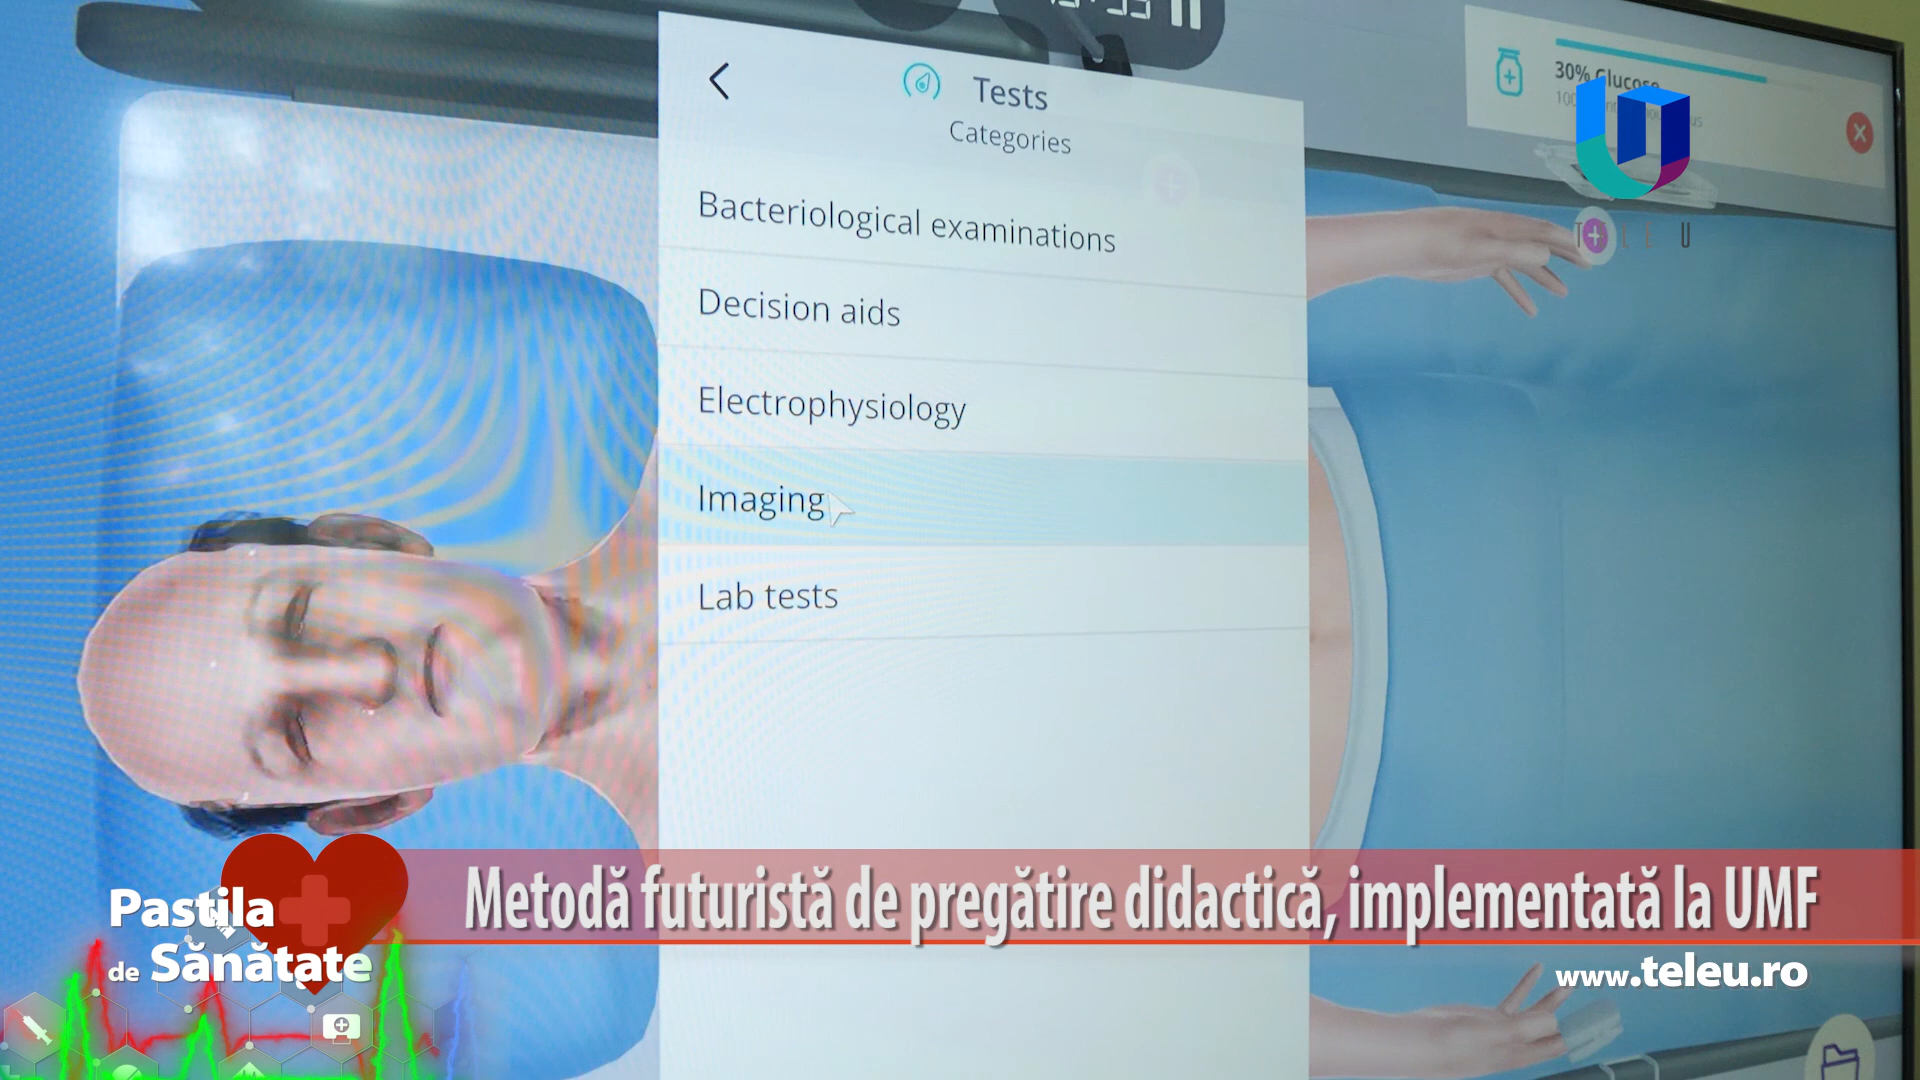 Tests
Categories
Bacteriological examinations
Decision aids
Electrophysiology
Imaging
Lab tests
30% Glucose
TELE U
Metodă futuristă de pregătire didactică, implementată la UMF
Pastila
de Sănătate
www.teleu.ro